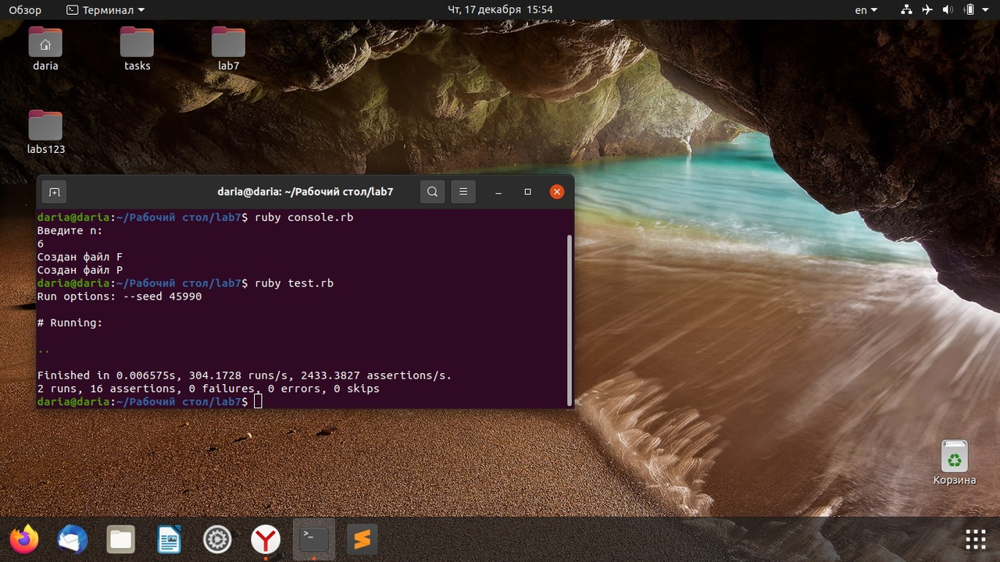 Обзор
Терминал
Чт, 17 декабря 15:54
en
daria
tasks
lab7
labs123
daria@daria: ~/Рабочий стол/lab7
daria@daria:~/Рабочий стол/lab7$ ruby console.rb
Введите n:
6
Создан файл F
Создан файл P
daria@daria:~/Рабочий стол/lab7$ ruby test.rb
Run options: --seed 45990
# Running:
..
Finished in 0.006575s, 304.1728 runs/s, 2433.3827 assertions/s.
2 runs, 16 assertions, 0 failures, 0 errors, 0 skips
daria@daria:~/Рабочий стол/lab7$
Корзина